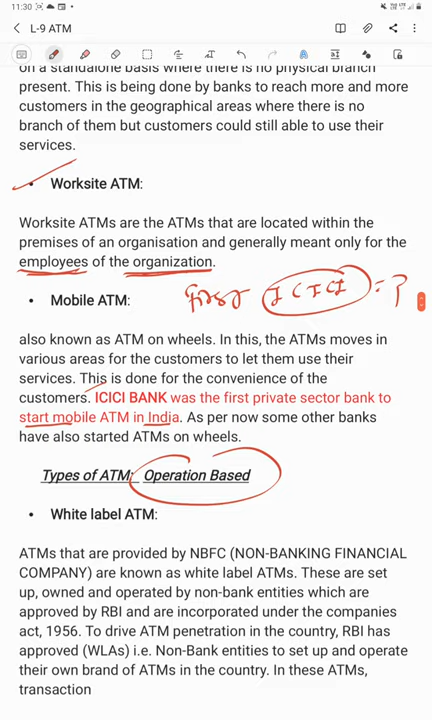 11:30
L-9 ATM
on a standalone basis where there is no physical branch
present. This is being done by banks to reach more and more
customers in the geographical areas where there is no
branch of them but customers could still able to use their
services.
• Worksite ATM:
Worksite ATMs are the ATMs that are located within the
premises of an organisation and generally meant only for the
employees of the organization.
First ICICI = ?
• Mobile ATM:
also known as ATM on wheels. In this, the ATMs moves in
various areas for the customers to let them use their
services. This is done for the convenience of the
customers. ICICI BANK was the first private sector bank to
start mobile ATM in India. As per now some other banks
have also started ATMs on wheels.
Types of ATM: Operation Based
• White label ATM:
ATMs that are provided by NBFC (NON-BANKING FINANCIAL
COMPANY) are known as white label ATMs. These are set
up, owned and operated by non-bank entities which are
approved by RBI and are incorporated under the companies
act, 1956. To drive ATM penetration in the country, RBI has
approved (WLAs) i.e. Non-Bank entities to set up and operate
their own brand of ATMs in the country. In these ATMs,
transaction